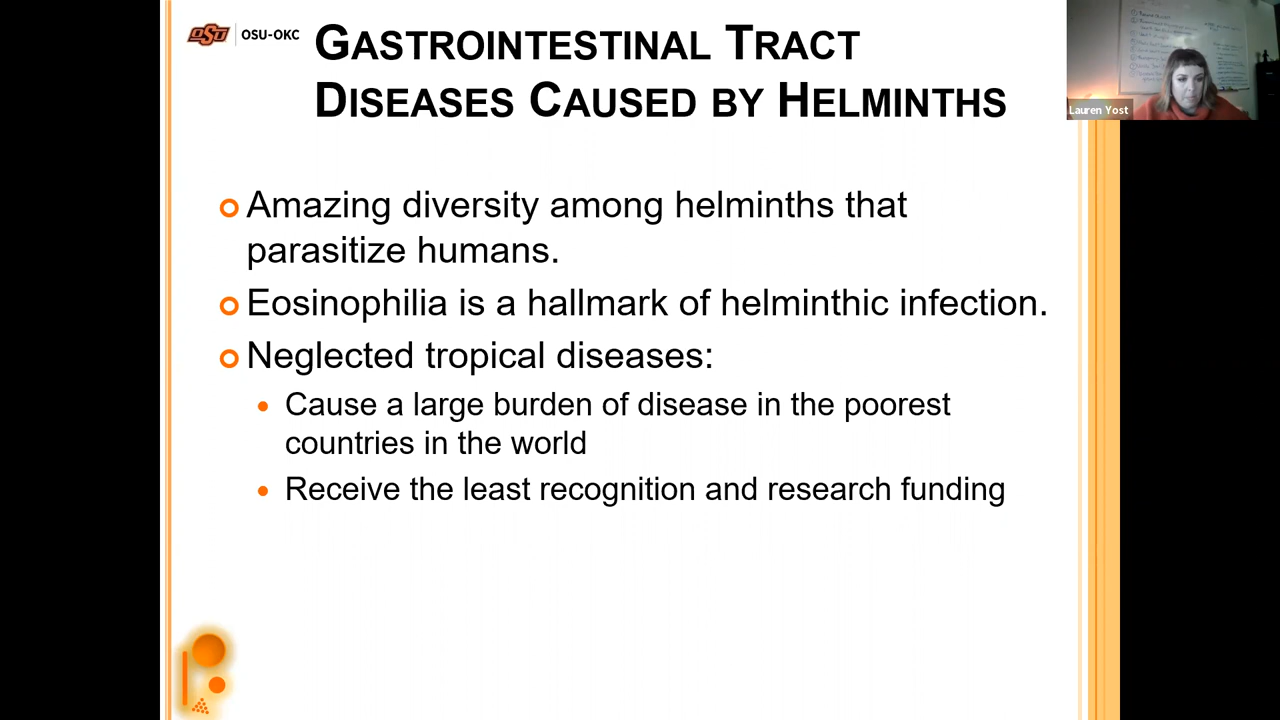 OSU
OSU-OKC
GASTROINTESTINAL TRACT
DISEASES CAUSED BY HELMINTHS
Lauren Yost
Amazing diversity among helminths that
parasitize humans.
Eosinophilia is a hallmark of helminthic infection.
Neglected tropical diseases:
Cause a large burden of disease in the poorest
countries in the world
Receive the least recognition and research funding